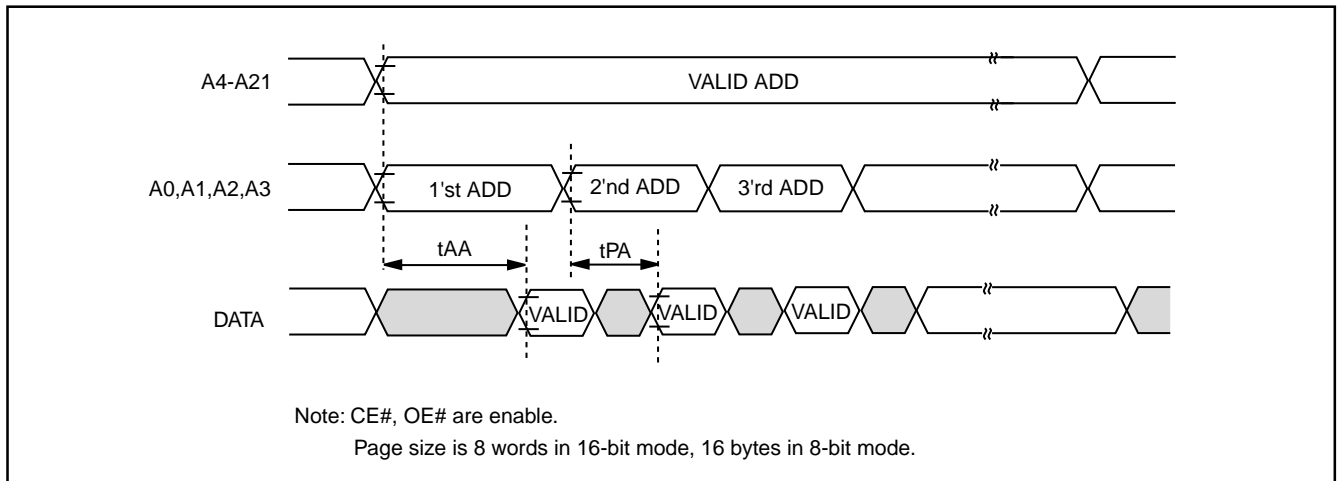 A4-A21
VALID ADD
A0,A1,A2,A3
1'st ADD
2'nd ADD
3'rd ADD
tAA
tPA
DATA
VALID
VALID
VALID
Note: CE#, OE# are enable.
Page size is 8 words in 16-bit mode, 16 bytes in 8-bit mode.